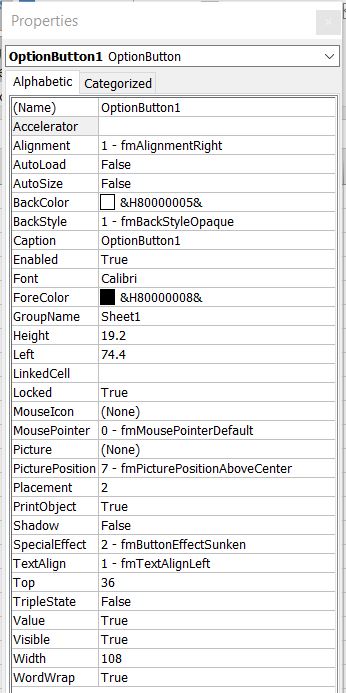 Properties
OptionButton1 OptionButton
Alphabetic Categorized
(Name) OptionButton1
Accelerator
Alignment 1 - fmAlignmentRight
AutoLoad False
AutoSize False
BackColor &H80000005&
BackStyle 1 - fmBackStyleOpaque
Caption OptionButton1
Enabled True
Font Calibri
ForeColor &H80000008&
GroupName Sheet1
Height 19.2
Left 74.4
LinkedCell
Locked True
MouseIcon (None)
MousePointer 0 - fmMousePointerDefault
Picture (None)
PicturePosition 7 - fmPicturePositionAboveCenter
Placement 2
PrintObject True
Shadow False
SpecialEffect 2 - fmButtonEffectSunken
TextAlign 1 - fmTextAlignLeft
Top 36
TripleState False
Value True
Visible True
Width 108
WordWrap True